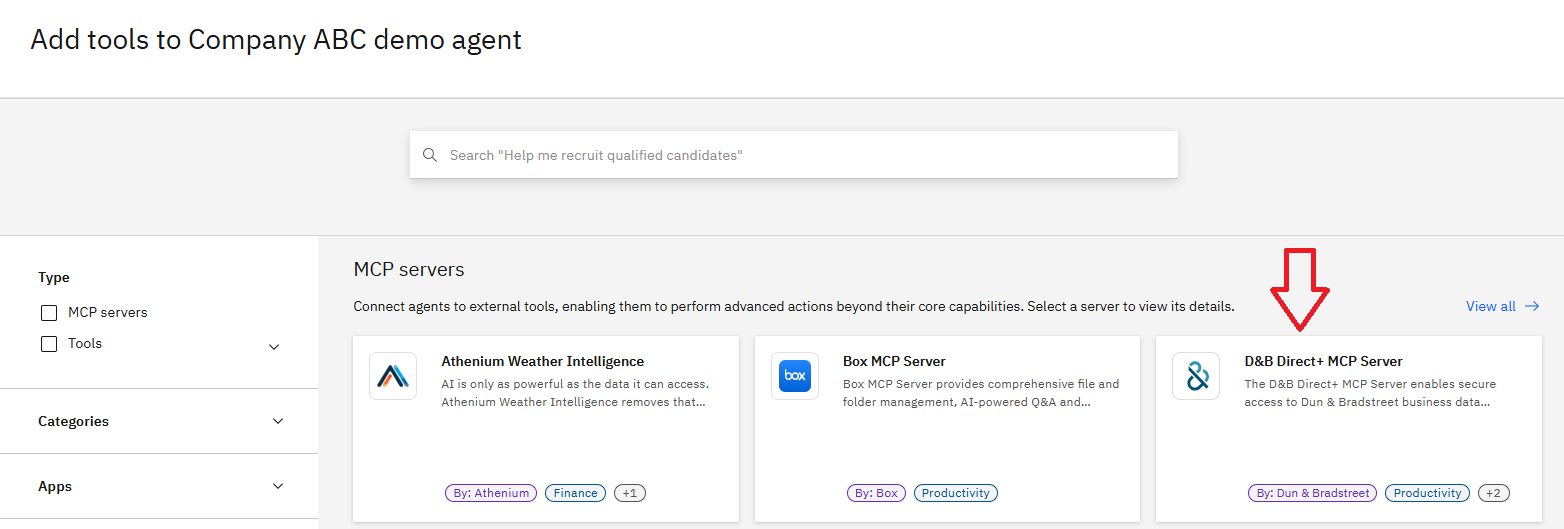 Add tools to Company ABC demo agent
Search "Help me recruit qualified candidates"
Type
MCP servers
Tools
Categories
Apps
MCP servers
Connect agents to external tools, enabling them to perform advanced actions beyond their core capabilities. Select a server to view its details.
View all
Athenium Weather Intelligence
AI is only as powerful as the data it can access.
Athenium Weather Intelligence removes that...
By: Athenium Finance +1
box
Box MCP Server
Box MCP Server provides comprehensive file and
folder management, AI-powered Q&A and...
By: Box Productivity
D&B Direct+ MCP Server
The D&B Direct+ MCP Server enables secure
access to Dun & Bradstreet business data...
By: Dun & Bradstreet Productivity +2